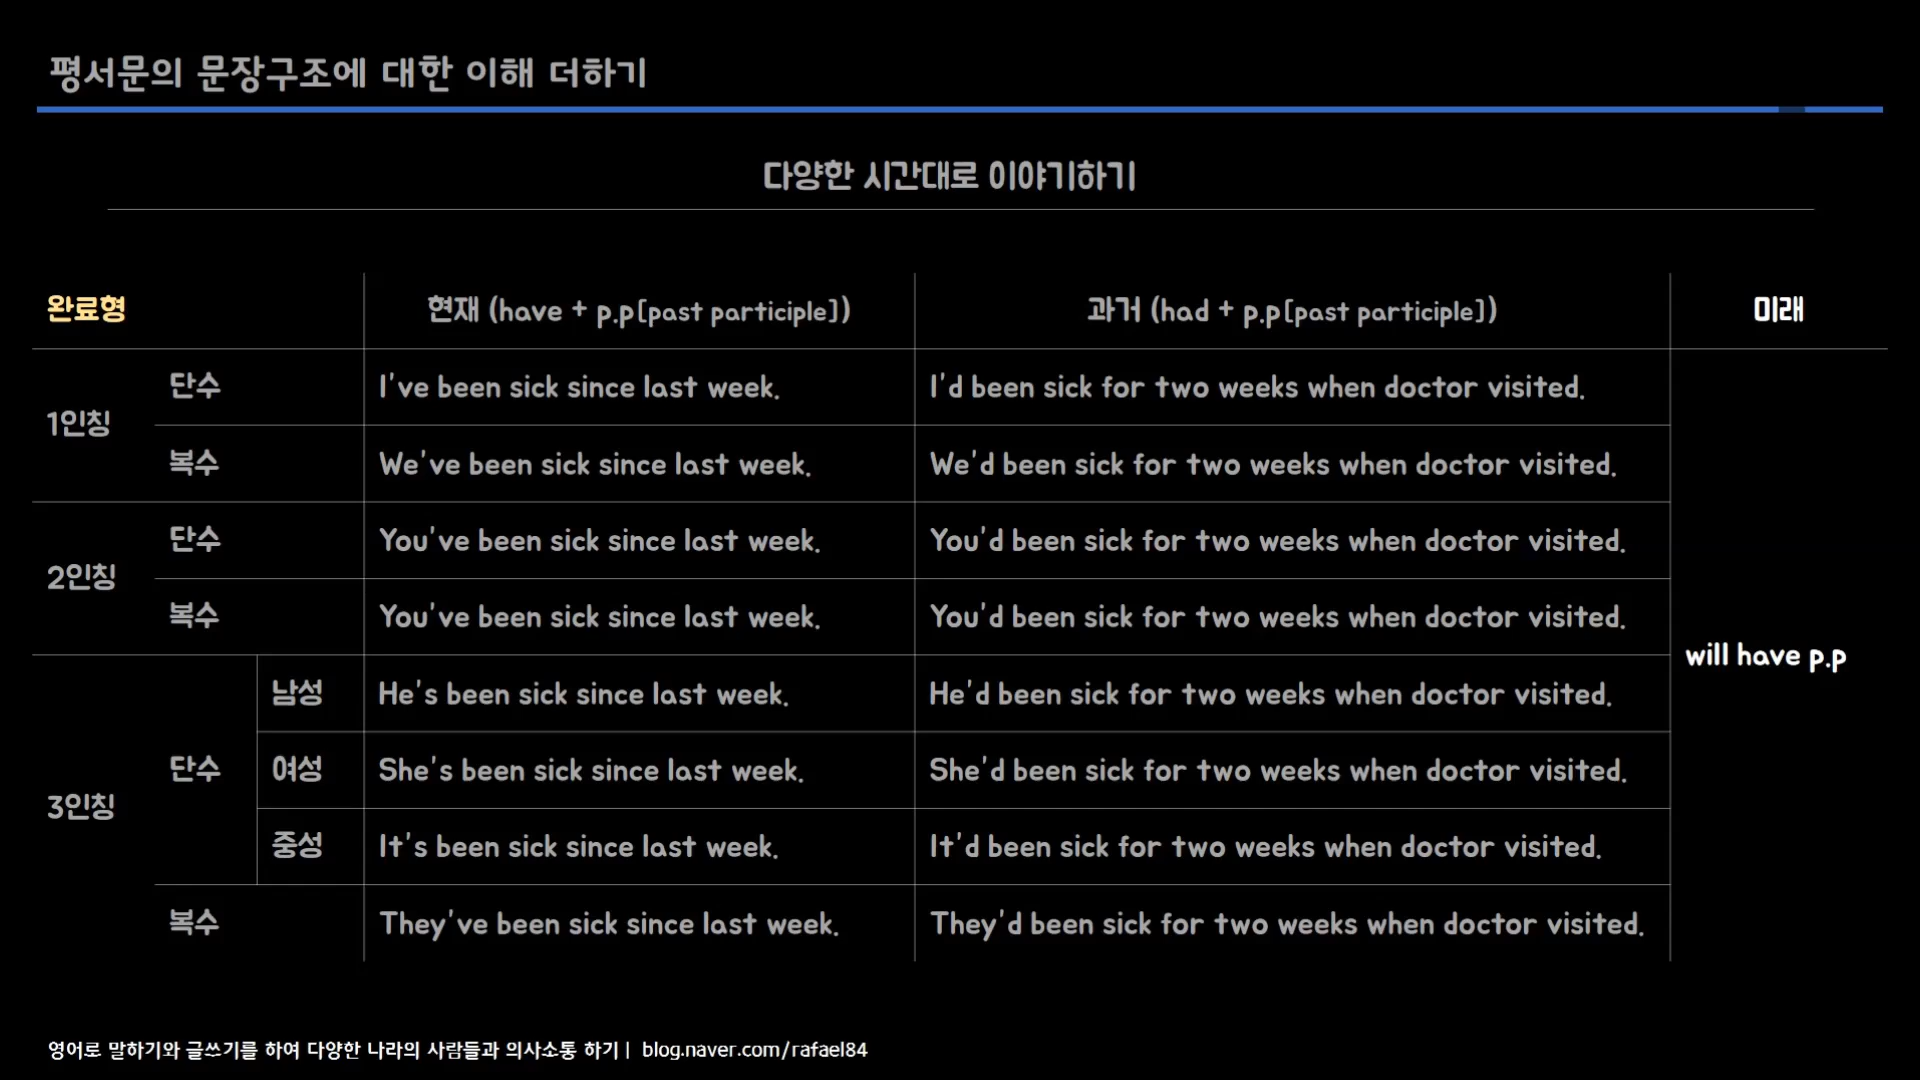 평서문의 문장구조에 대한 이해 더하기
다양한 시간대로 이야기하기
완료형 현재 (have + p.p[past participle]) 과거 (had + p.p[past participle]) 미래
1인칭 단수 I've been sick since last week. I'd been sick for two weeks when doctor visited.
복수 We've been sick since last week. We'd been sick for two weeks when doctor visited.
2인칭 단수 You've been sick since last week. You'd been sick for two weeks when doctor visited.
복수 You've been sick since last week. You'd been sick for two weeks when doctor visited.
will have p.p
3인칭 단수 남성 He's been sick since last week. He'd been sick for two weeks when doctor visited.
여성 She's been sick since last week. She'd been sick for two weeks when doctor visited.
중성 It's been sick since last week. It'd been sick for two weeks when doctor visited.
복수 They've been sick since last week. They'd been sick for two weeks when doctor visited.
영어로 말하기와 글쓰기를 하여 다양한 나라의 사람들과 의사소통 하기 | blog.naver.com/rafael84